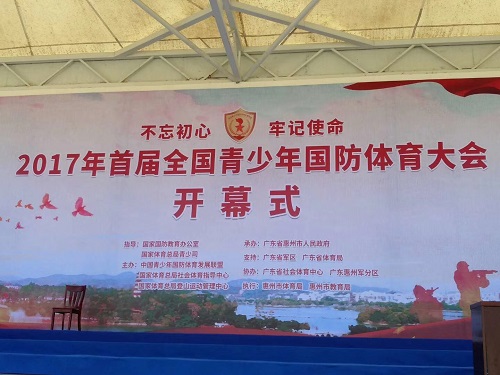 不忘初心 牢记使命
2017年首届全国青少年国防体育大会
开幕式
指导：国家国防教育办公室
国家体育总局青少司
主办：中国青少年国防体育发展联盟
国家体育总局社会体育指导中心
国家体育总局登山运动管理中心
承办：广东省惠州市人民政府
支持：广东省军区 广东省体育局
协办：广东省社会体育中心 广东惠州军分区
执行：惠州市体育局 惠州市教育局